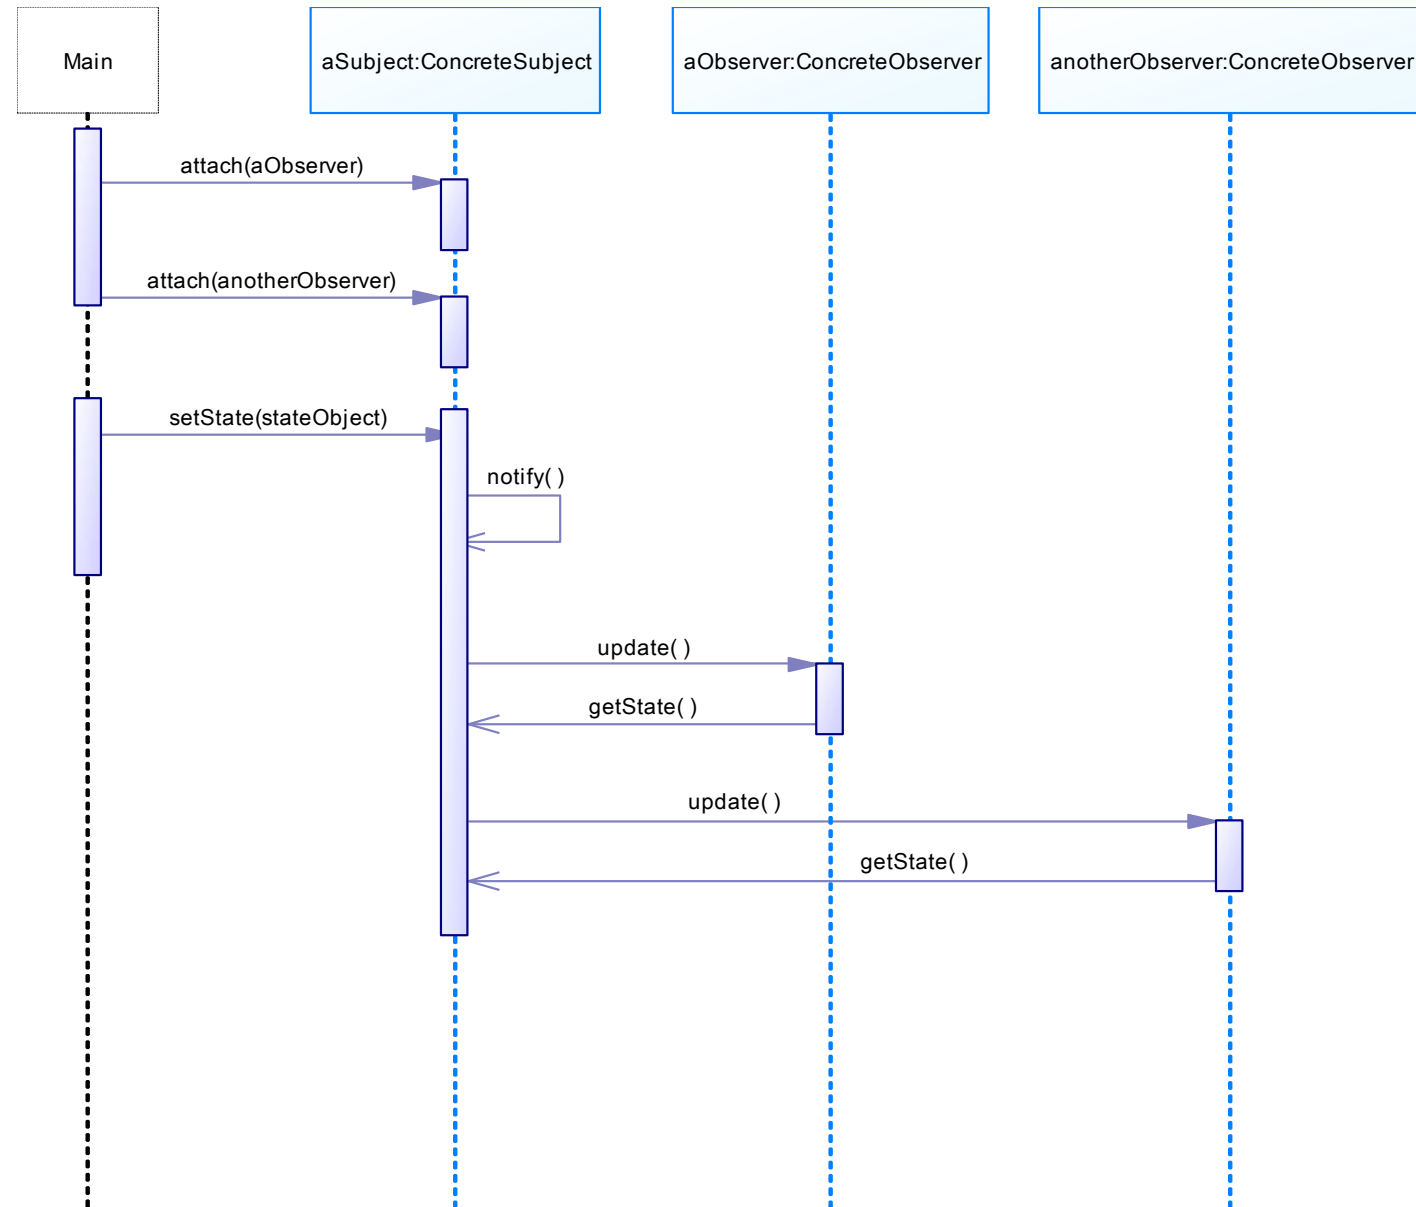 Main
aSubject:ConcreteSubject
aObserver:ConcreteObserver
anotherObserver:ConcreteObserver
attach(aObserver)
attach(anotherObserver)
setState(stateObject)
notify( )
update( )
getState( )
update( )
getState( )